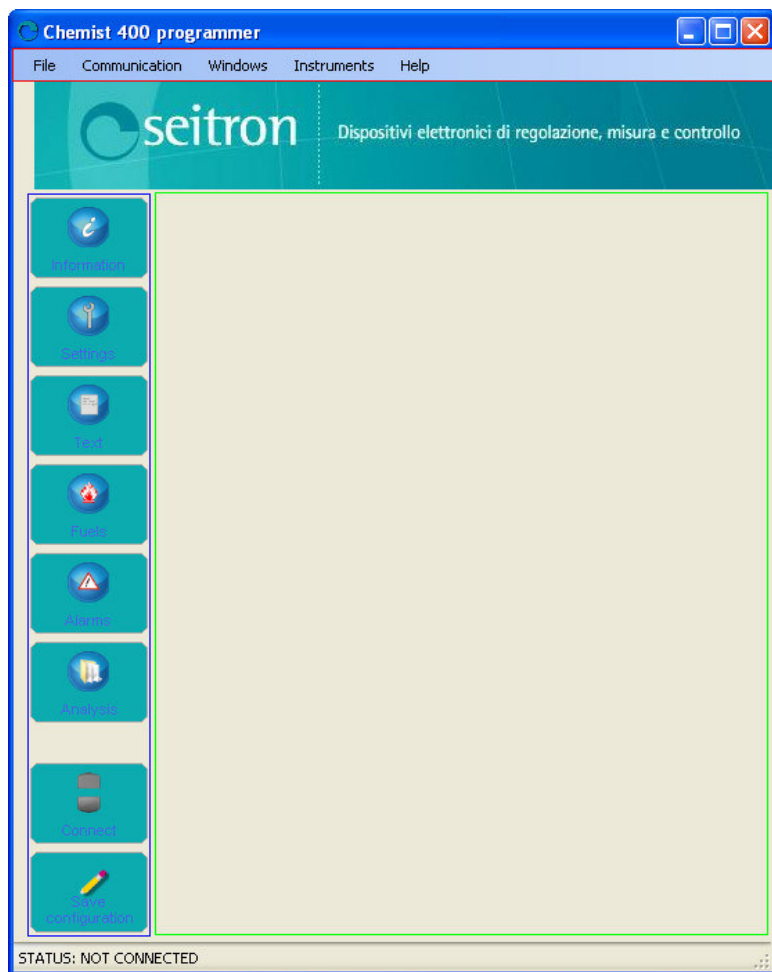 Chemist 400 programmer
File Communication Windows Instruments Help
seitron Dispositivi elettronici di regolazione, misura e controllo
Information
Settings
Text
Fuels
Alarms
Analysis
Connect
Save
configuration
STATUS: NOT CONNECTED